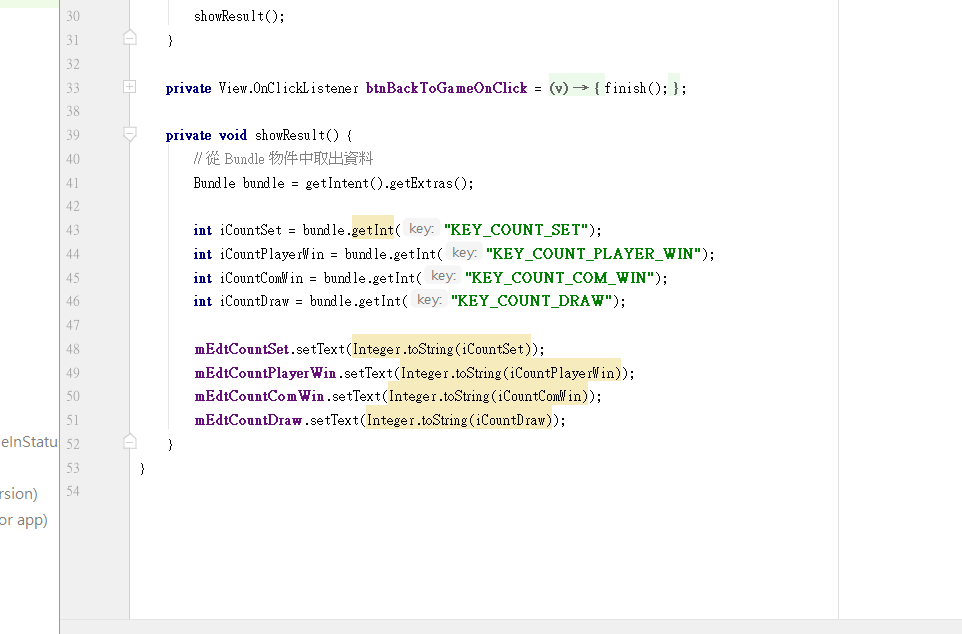 30 showResult();
31 }
32
33 private View.OnClickListener btnBackToGameOnClick = (v) → { finish(); };
38
39 private void showResult() {
40 // 從 Bundle 物件中取出資料
41 Bundle bundle = getIntent().getExtras();
42
43 int iCountSet = bundle.getInt( key: "KEY_COUNT_SET");
44 int iCountPlayerWin = bundle.getInt( key: "KEY_COUNT_PLAYER_WIN");
45 int iCountComWin = bundle.getInt( key: "KEY_COUNT_COM_WIN");
46 int iCountDraw = bundle.getInt( key: "KEY_COUNT_DRAW");
47
48 mEdtCountSet.setText(Integer.toString(iCountSet));
49 mEdtCountPlayerWin.setText(Integer.toString(iCountPlayerWin));
50 mEdtCountComWin.setText(Integer.toString(iCountComWin));
51 mEdtCountDraw.setText(Integer.toString(iCountDraw));
52 }
53 }
54
eInStatu
rsion)
or app)